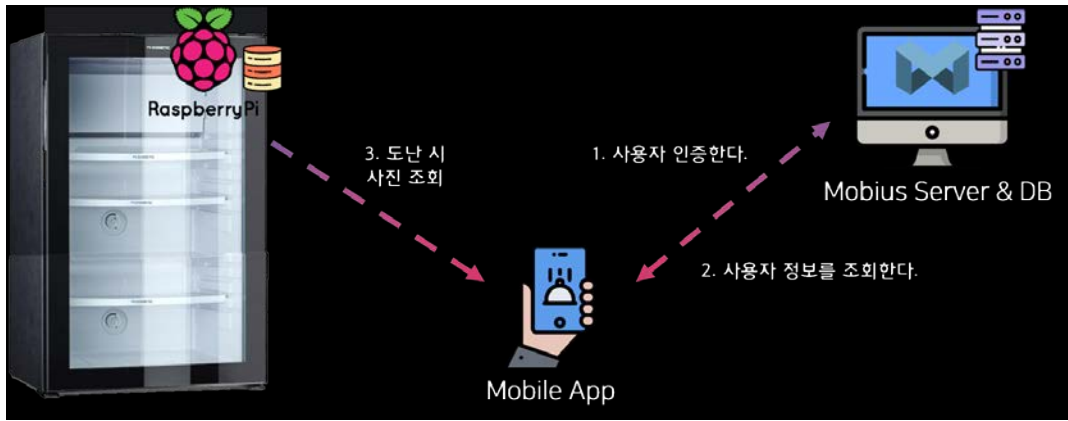 RaspberryPi
3. 도난 시
사진 조회
1. 사용자 인증한다.
Mobius Server & DB
2. 사용자 정보를 조회한다.
Mobile App